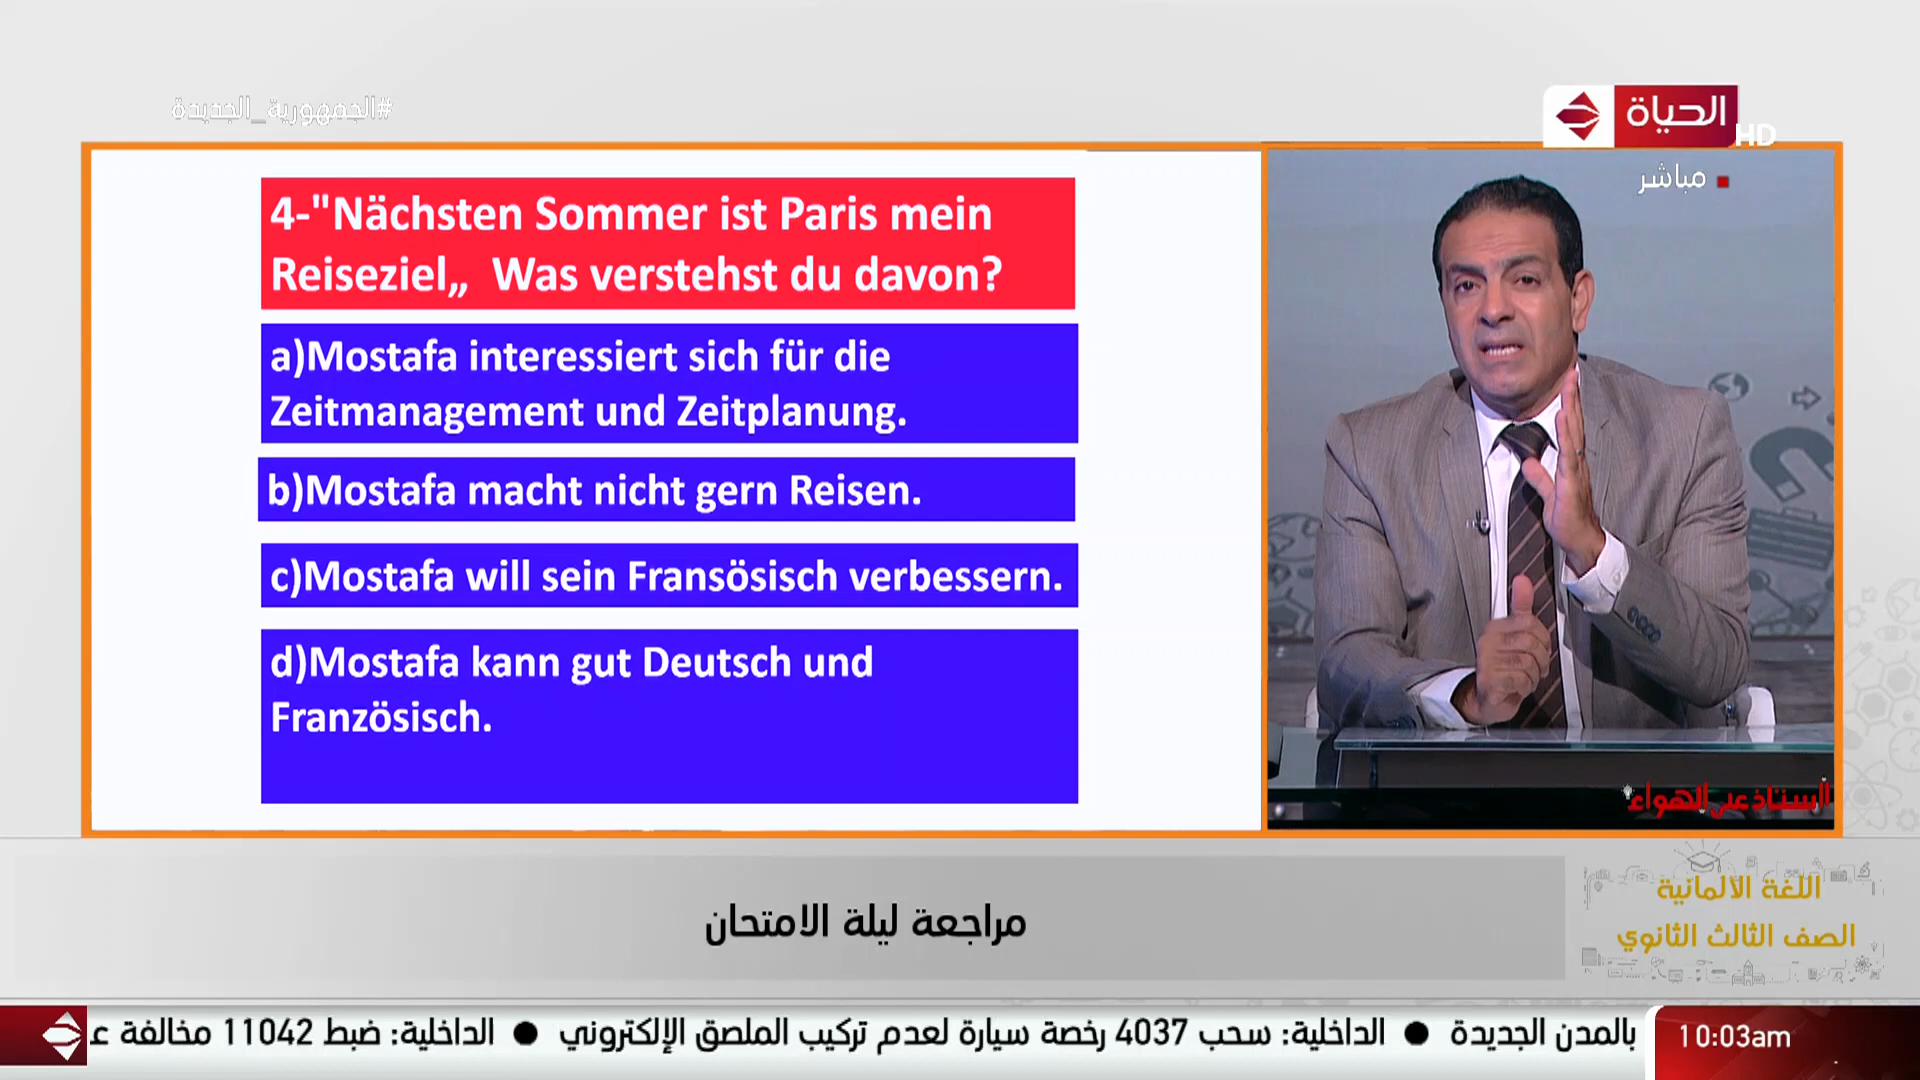 #الجمهورية_الجديدة
الحياة
HD
مباشر
4-"Nächsten Sommer ist Paris mein
Reiseziel„ Was verstehst du davon?
a)Mostafa interessiert sich für die
Zeitmanagement und Zeitplanung.
b)Mostafa macht nicht gern Reisen.
c)Mostafa will sein Fransösisch verbessern.
d)Mostafa kann gut Deutsch und
Französisch.
الستاذ على الهواء
اللغة الالمانية
الصف الثالث الثانوي
مراجعة ليلة الامتحان
بالمدن الجديدة ● الداخلية: سحب 4037 رخصة سيارة لعدم تركيب الملصق الإلكتروني ● الداخلية: ضبط 11042 مخالفة عـ
10:03am